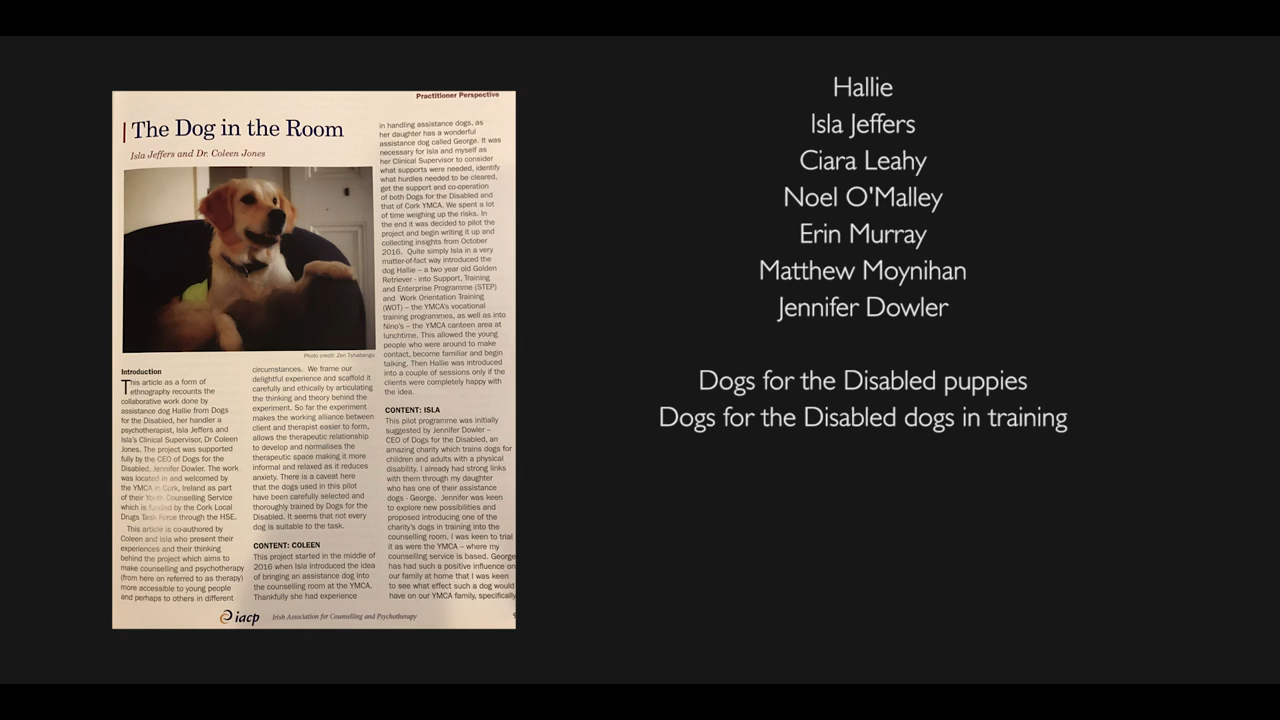 Practitioner Perspective
The Dog in the Room
Isla Jeffers and Dr. Coleen Jones
Photo credit: Zen Tshabangu
Introduction
This article as a form of
ethnography recounts the
collaborative work done by
assistance dog Hallie from Dogs
for the Disabled, her handler a
psychotherapist, Isla Jeffers and
Isla's Clinical Supervisor, Dr Coleen
Jones. The project was supported
fully by the CEO of Dogs for the
Disabled, Jennifer Dowler. The work
was located in and welcomed by
the YMCA in Cork, Ireland as part
of their Youth Counselling Service
which is funded by the Cork Local
Drugs Task Force through the HSE.
This article is co-authored by
Coleen and Isla who present their
experiences and their thinking
behind the project which aims to
make counselling and psychotherapy
(from here on referred to as therapy)
more accessible to young people
and perhaps to others in different
circumstances. We frame our
delightful experience and scaffold it
carefully and ethically by articulating
the thinking and theory behind the
experiment. So far the experiment
makes the working alliance between
client and therapist easier to form,
allows the therapeutic relationship
to develop and normalises the
therapeutic space making it more
informal and relaxed as it reduces
anxiety. There is a caveat here
that the dogs used in this pilot
have been carefully selected and
thoroughly trained by Dogs for the
Disabled. It seems that not every
dog is suitable to the task.
CONTENT: COLEEN
This project started in the middle of
2016 when Isla introduced the idea
of bringing an assistance dog into
the counselling room at the YMCA.
Thankfully she had experience
in handling assistance dogs, as
her daughter has a wonderful
assistance dog called George. It was
necessary for Isla and myself as
her Clinical Supervisor to consider
what supports were needed, identify
what hurdles needed to be cleared,
get the support and co-operation
of both Dogs for the Disabled and
that of Cork YMCA. We spent a lot
of time weighing up the risks. In
the end it was decided to pilot the
project and begin writing it up and
collecting insights from October
2016. Quite simply Isla in a very
matter-of-fact way introduced the
dog Hallie – a two year old Golden
Retriever - into Support, Training
and Enterprise Programme (STEP)
and Work Orientation Training
(WOT) – the YMCA's vocational
training programmes, as well as into
Nino's – the YMCA canteen area at
lunchtime. This allowed the young
people who were around to make
contact, become familiar and begin
talking. Then Hallie was introduced
into a couple of sessions only if the
clients were completely happy with
the idea.
CONTENT: ISLA
This pilot programme was initially
suggested by Jennifer Dowler –
CEO of Dogs for the Disabled, an
amazing charity which trains dogs for
children and adults with a physical
disability. I already had strong links
with them through my daughter
who has one of their assistance
dogs - George. Jennifer was keen
to explore new possibilities and
proposed introducing one of the
charity's dogs in training into the
counselling room. I was keen to trial
it as were the YMCA – where my
counselling service is based. George
has had such a positive influence on
our family at home that I was keen
to see what effect such a dog would
have on our YMCA family, specifically
iacp
Irish Association for Counselling and Psychotherapy
Hallie
Isla Jeffers
Ciara Leahy
Noel O'Malley
Erin Murray
Matthew Moynihan
Jennifer Dowler
Dogs for the Disabled puppies
Dogs for the Disabled dogs in training